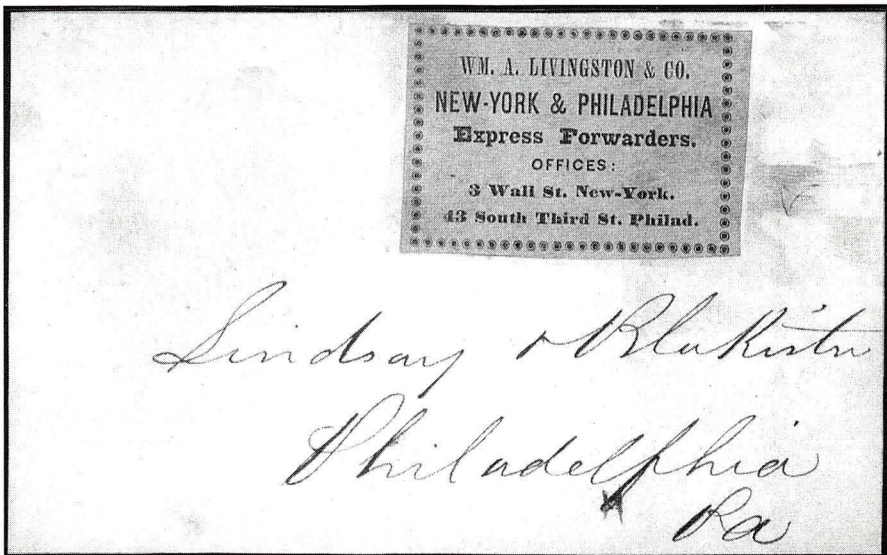 WM. A. LIVINGSTON & CO.
NEW-YORK & PHILADELPHIA
Express Forwarders.
OFFICES:
3 Wall St. New-York.
43 South Third St. Philad.
Lindsay & Blakiston
Philadelphia
Pa